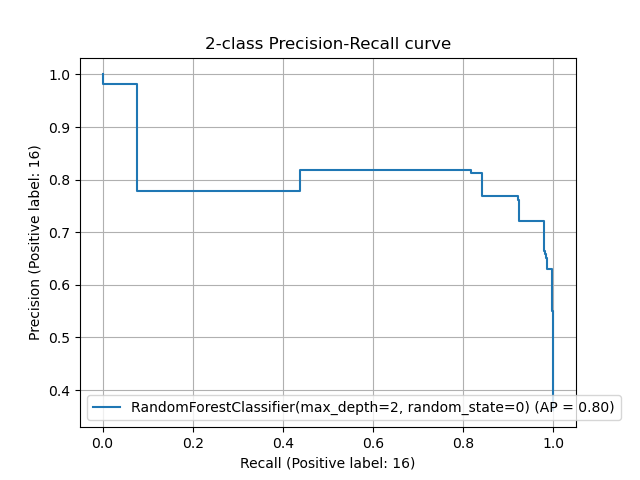 2-class Precision-Recall curve
1.0
0.9
0.8
0.7
0.6
0.5
0.4
Precision (Positive label: 16)
RandomForestClassifier(max_depth=2, random_state=0) (AP = 0.80)
0.0 0.2 0.4 0.6 0.8 1.0
Recall (Positive label: 16)